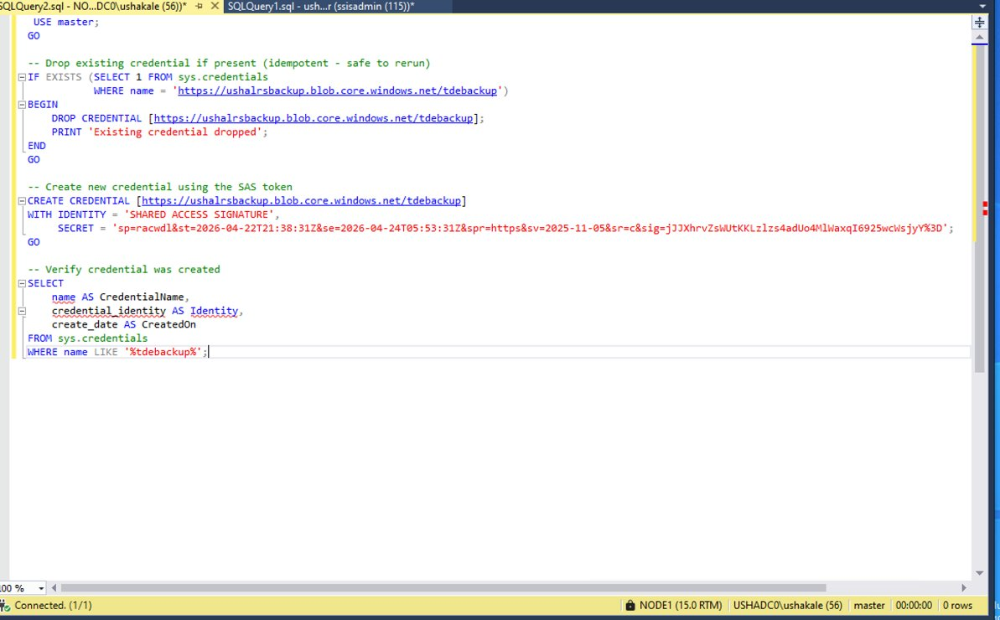 SQLQuery2.sql - NO...DC0\ushakale (56))* SQLQuery1.sql - ush...r (ssisadmin (115))*
USE master;
GO
-- Drop existing credential if present (idempotent - safe to rerun)
IF EXISTS (SELECT 1 FROM sys.credentials
WHERE name = 'https://ushalrsbackup.blob.core.windows.net/tdebackup')
BEGIN
DROP CREDENTIAL [https://ushalrsbackup.blob.core.windows.net/tdebackup];
PRINT 'Existing credential dropped';
END
GO
-- Create new credential using the SAS token
CREATE CREDENTIAL [https://ushalrsbackup.blob.core.windows.net/tdebackup]
WITH IDENTITY = 'SHARED ACCESS SIGNATURE',
SECRET = 'sp=racwdl&st=2026-04-22T21:38:31Z&se=2026-04-24T05:53:31Z&spr=https&sv=2025-11-05&sr=c&sig=jJJXhrvZsWUtKKLzlzs4adUo4MlWaxqI6925wcWsjyY%3D';
GO
-- Verify credential was created
SELECT
name AS CredentialName,
credential_identity AS Identity,
create_date AS CreatedOn
FROM sys.credentials
WHERE name LIKE '%tdebackup%';
100 %
Connected. (1/1) NODE1 (15.0 RTM) USHADC0\ushakale (56) master 00:00:00 0 rows